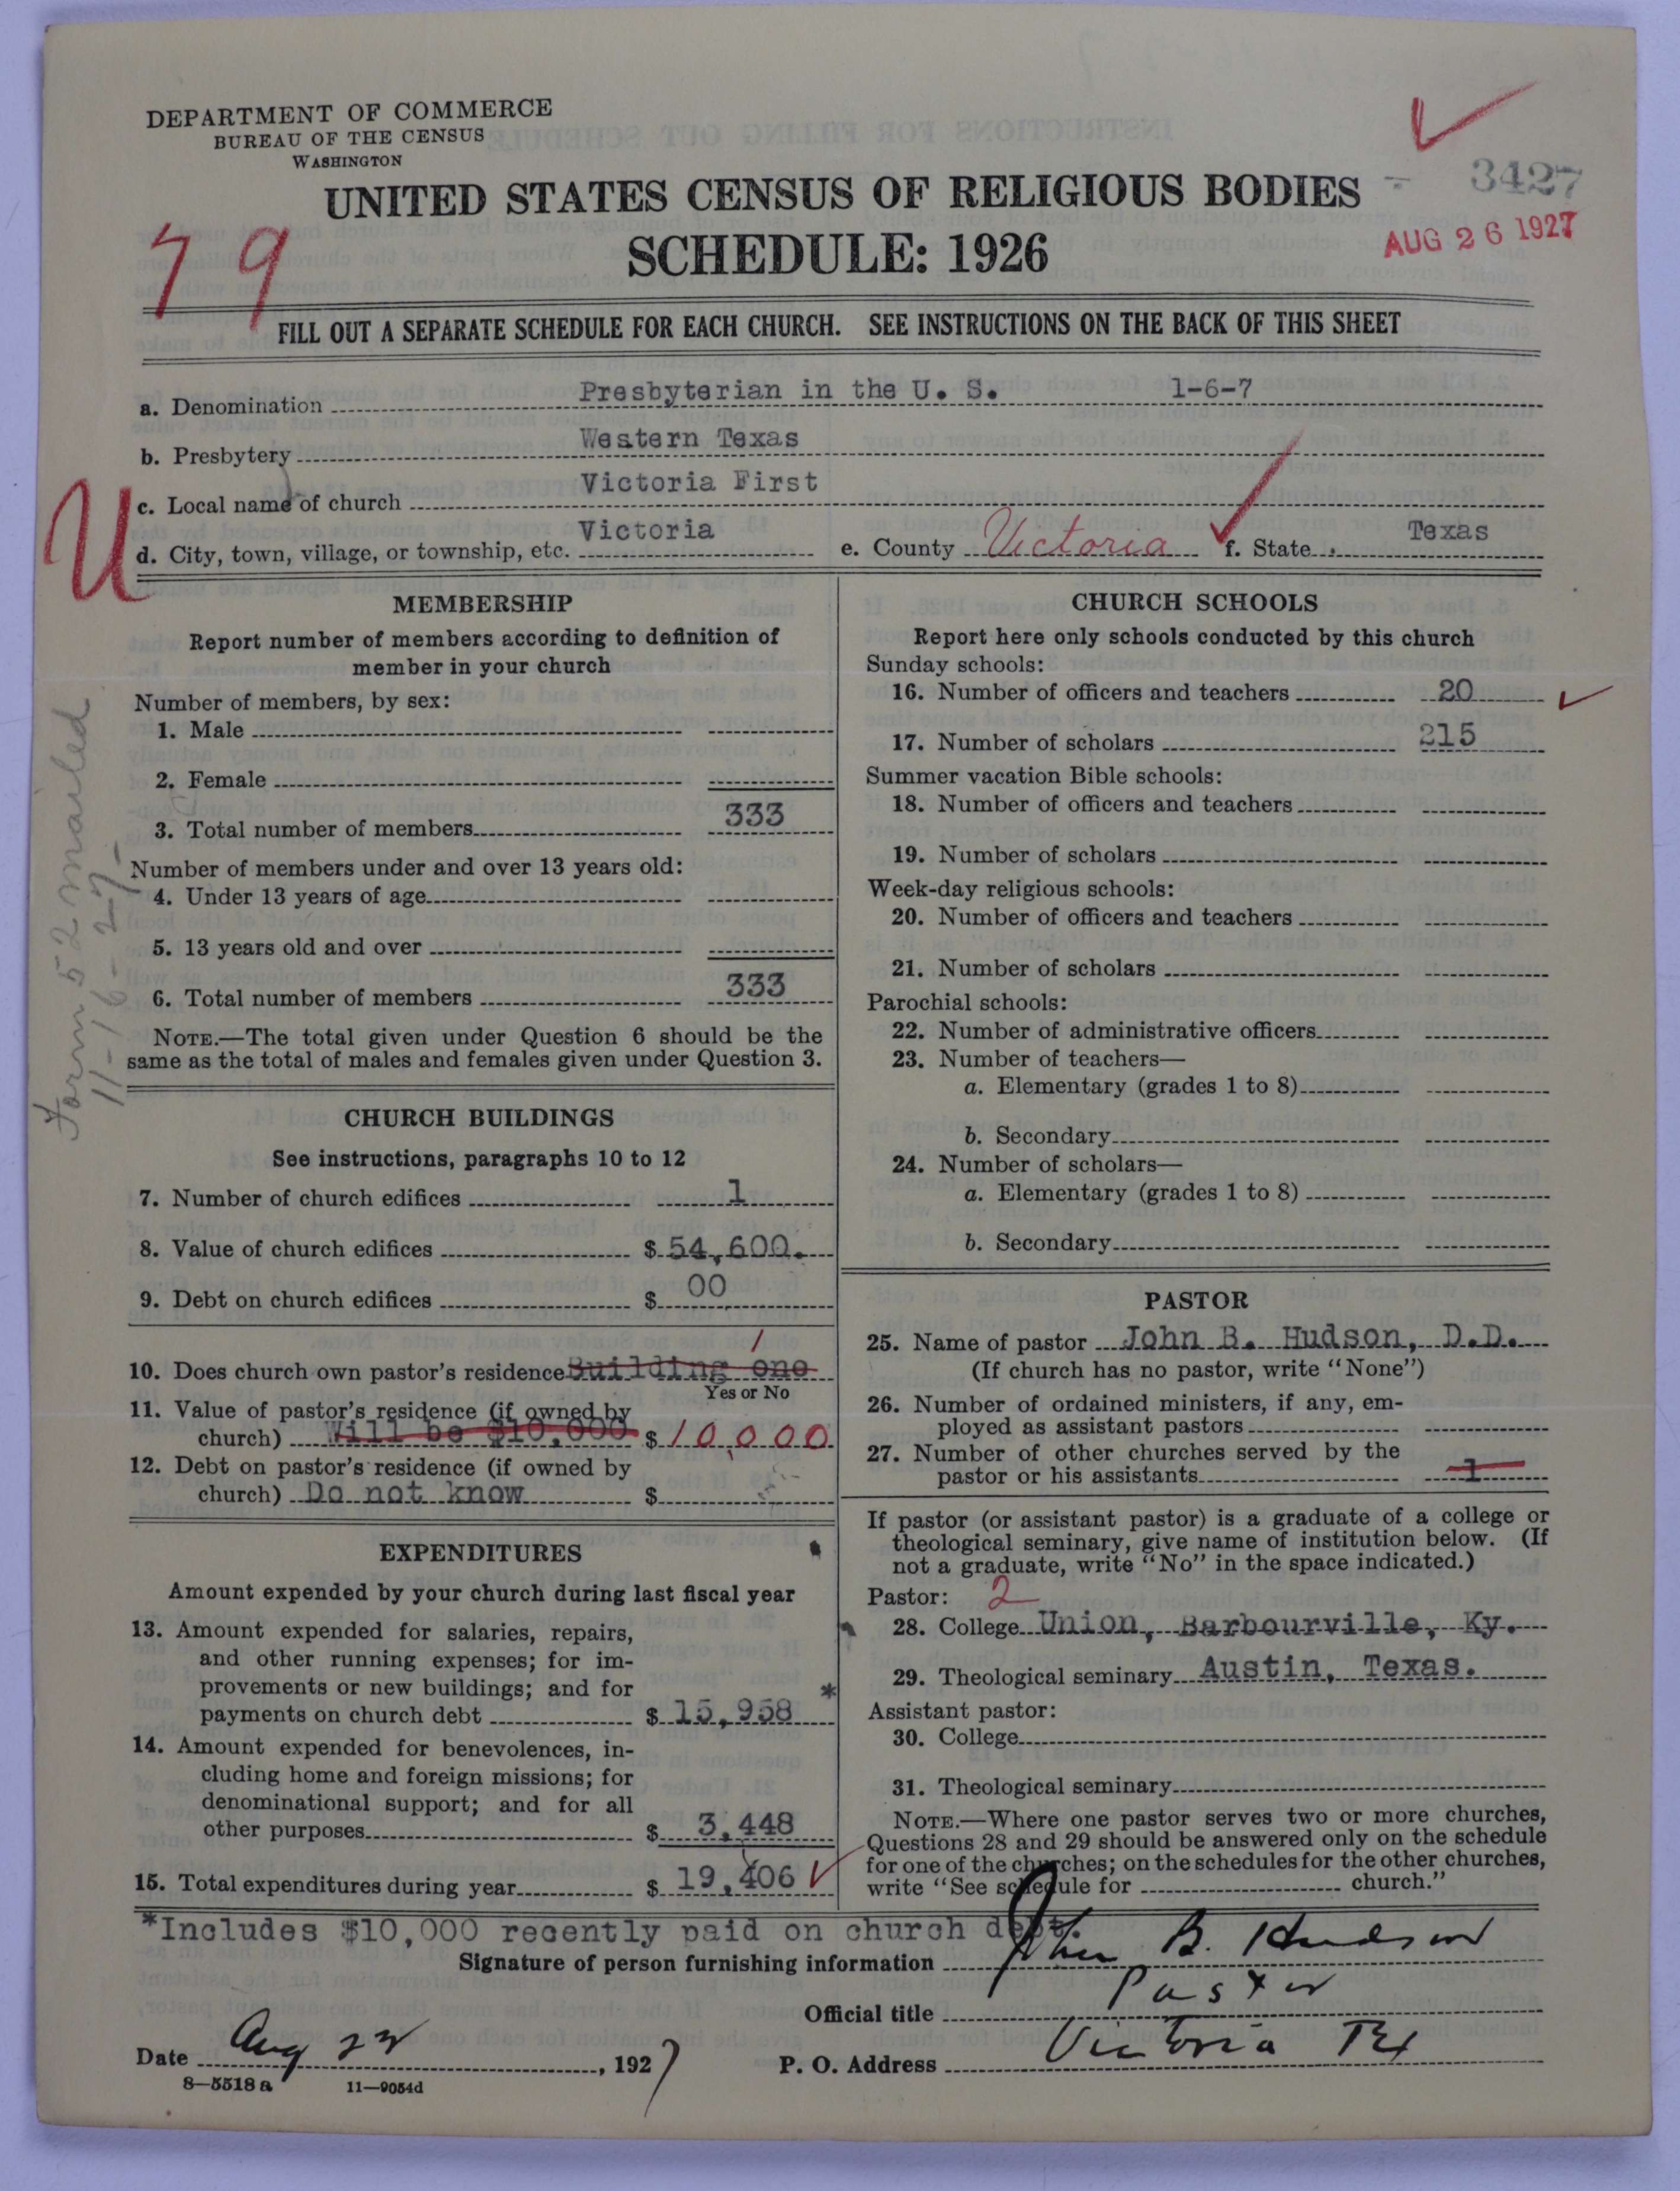 DEPARTMENT OF COMMERCE
BUREAU OF THE CENSUS
WASHINGTON
UNITED STATES CENSUS OF RELIGIOUS BODIES
3427
SCHEDULE: 1926
AUG 26 1927
79
FILL OUT A SEPARATE SCHEDULE FOR EACH CHURCH. SEE INSTRUCTIONS ON THE BACK OF THIS SHEET
a. Denomination Presbyterian in the U. S. 1-6-7
b. Presbytery Western Texas
c. Local name of church Victoria First
U
d. City, town, village, or township, etc. Victoria e. County Victoria f. State Texas
MEMBERSHIP
Report number of members according to definition of
member in your church
Number of members, by sex:
1. Male
2. Female
3. Total number of members 333
Number of members under and over 13 years old:
4. Under 13 years of age
5. 13 years old and over
6. Total number of members 333
NOTE.—The total given under Question 6 should be the
same as the total of males and females given under Question 3.
Form 52 mailed
11-16-27-
CHURCH BUILDINGS
See instructions, paragraphs 10 to 12
7. Number of church edifices 1
8. Value of church edifices $ 54,600.
9. Debt on church edifices $ 00
1
10. Does church own pastor's residence Building one
Yes or No
11. Value of pastor's residence (if owned by
church) Will be $10,000 $ 10,000
12. Debt on pastor's residence (if owned by
church) Do not know $
EXPENDITURES
Amount expended by your church during last fiscal year
13. Amount expended for salaries, repairs,
and other running expenses; for im-
provements or new buildings; and for
payments on church debt $ 15,958 *
14. Amount expended for benevolences, in-
cluding home and foreign missions; for
denominational support; and for all
other purposes $ 3,448
15. Total expenditures during year $ 19,406
CHURCH SCHOOLS
Report here only schools conducted by this church
Sunday schools:
16. Number of officers and teachers 20
17. Number of scholars 215
Summer vacation Bible schools:
18. Number of officers and teachers
19. Number of scholars
Week-day religious schools:
20. Number of officers and teachers
21. Number of scholars
Parochial schools:
22. Number of administrative officers
23. Number of teachers—
a. Elementary (grades 1 to 8)
b. Secondary
24. Number of scholars—
a. Elementary (grades 1 to 8)
b. Secondary
PASTOR
25. Name of pastor John B. Hudson, D.D.
(If church has no pastor, write "None")
26. Number of ordained ministers, if any, em-
ployed as assistant pastors
27. Number of other churches served by the
pastor or his assistants 1
If pastor (or assistant pastor) is a graduate of a college or
theological seminary, give name of institution below. (If
not a graduate, write "No" in the space indicated.)
Pastor: 2
28. College Union, Barbourville, Ky.
29. Theological seminary Austin, Texas.
Assistant pastor:
30. College
31. Theological seminary
NOTE.—Where one pastor serves two or more churches,
Questions 28 and 29 should be answered only on the schedule
for one of the churches; on the schedules for the other churches,
write "See schedule for church."
*Includes $10,000 recently paid on church debt.
Signature of person furnishing information John B. Hudson
Official title Pastor
Date Aug 22, 1927 P. O. Address Victoria Tex
8—5518a 11—9054d